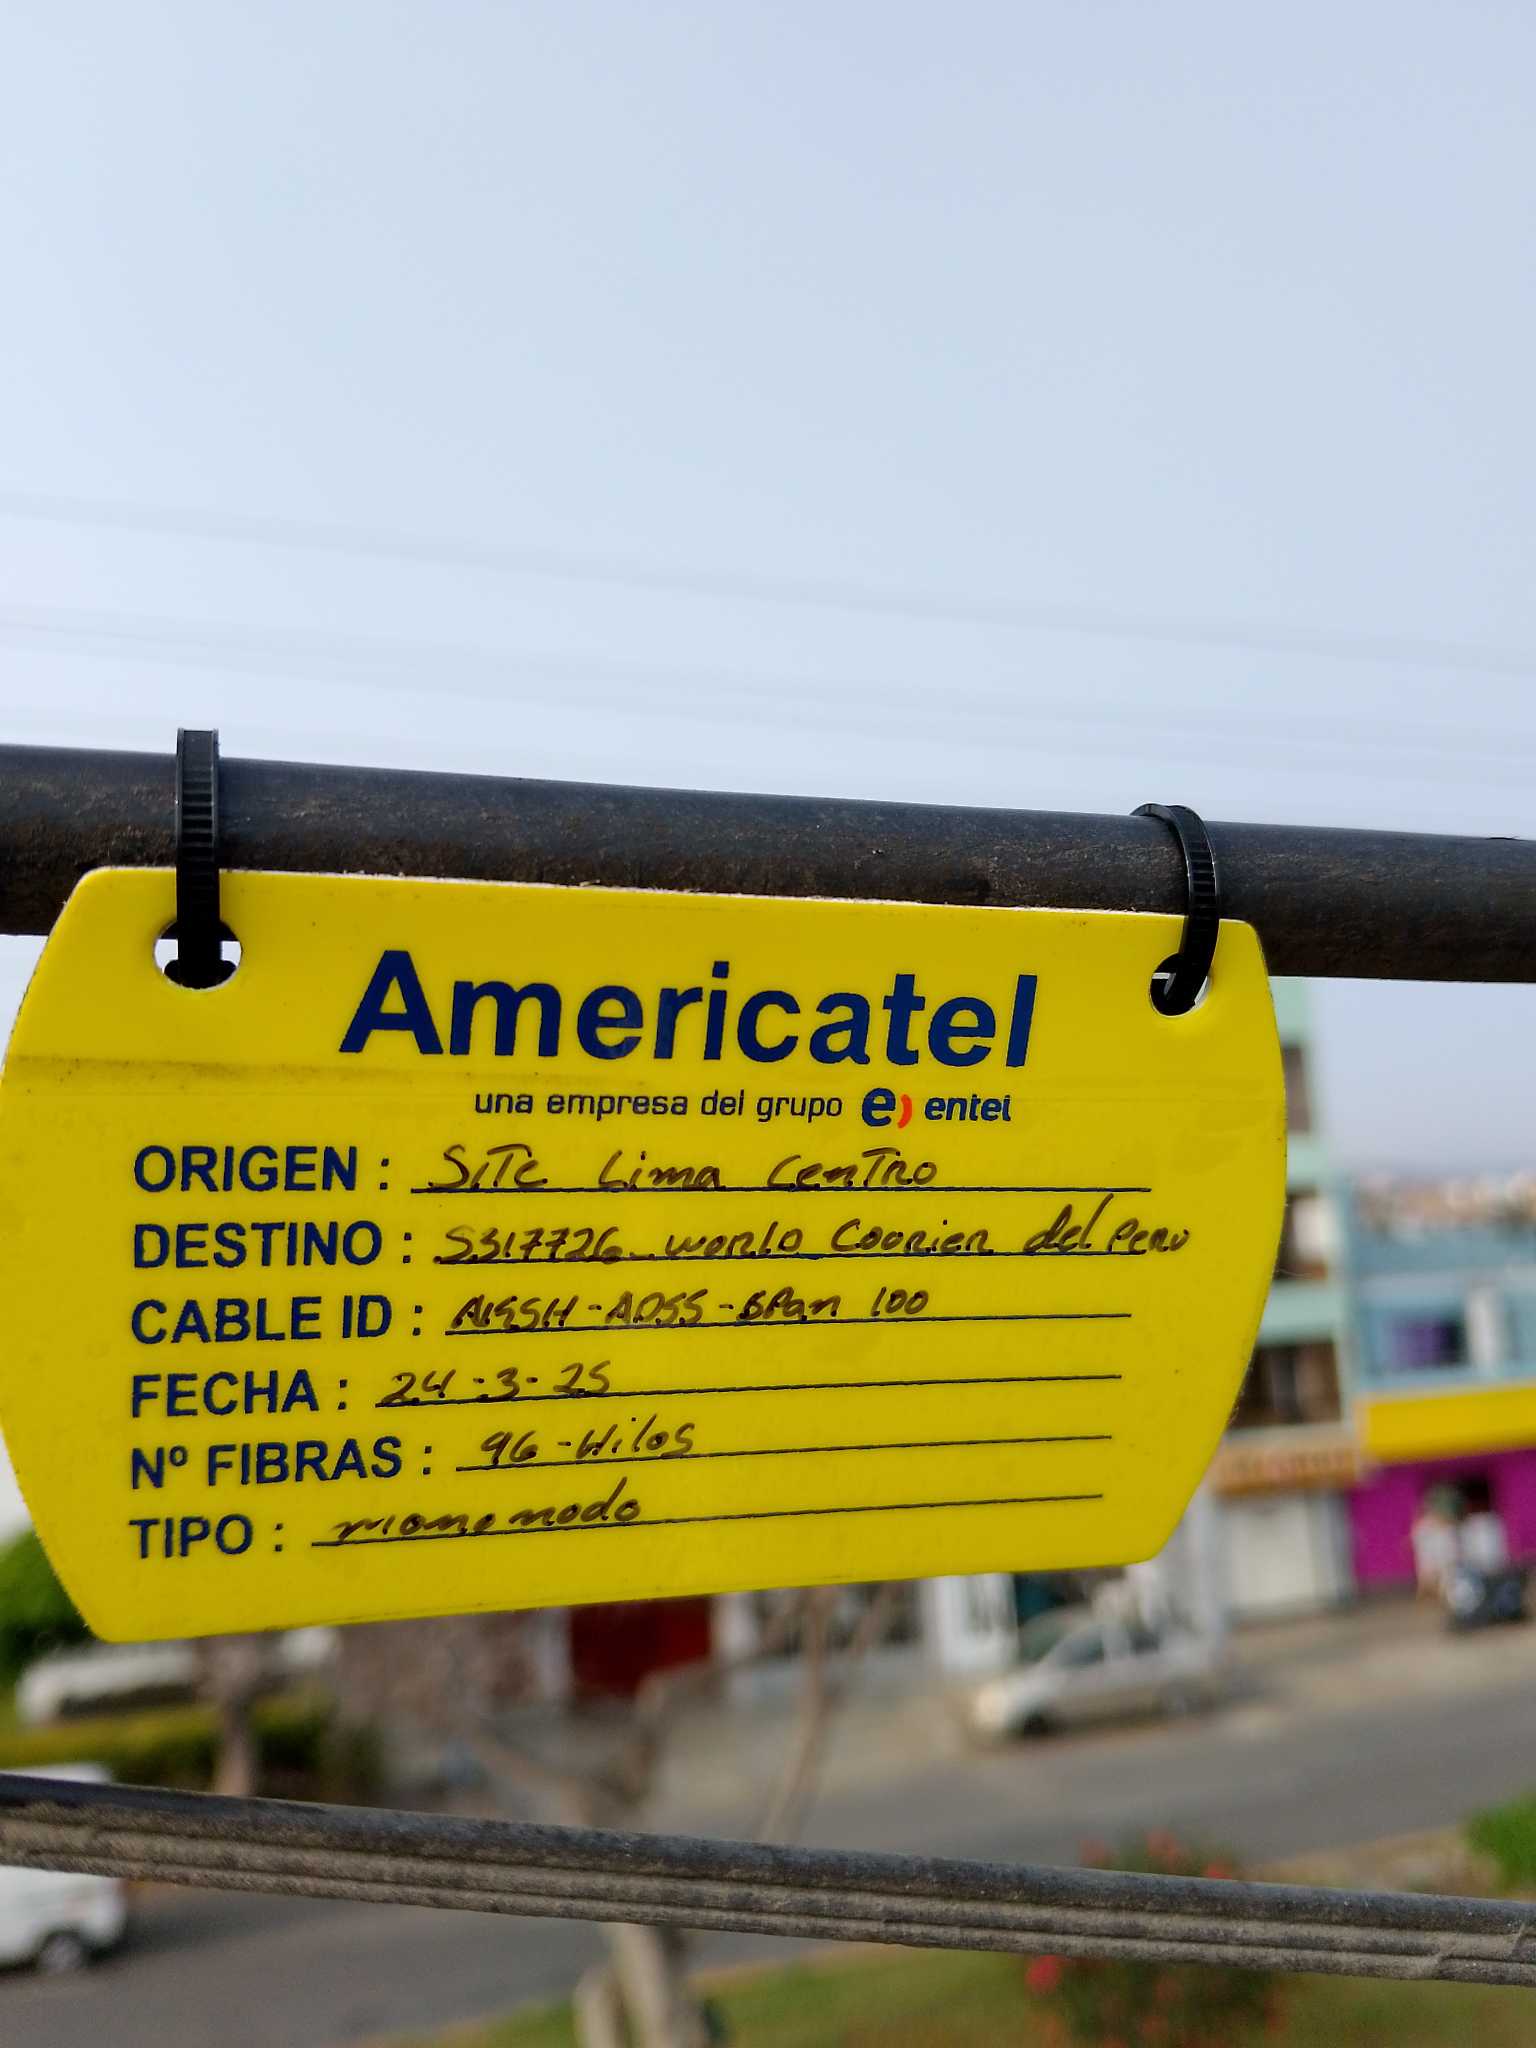 Americatel
una empresa del grupo e) entel
ORIGEN : Site Lima Centro
DESTINO : S317726 - World Coorier del Peru
CABLE ID : -ADSS-SPan 100
FECHA : 24-3-25
Nº FIBRAS : 96-Hilos
TIPO : monomodo